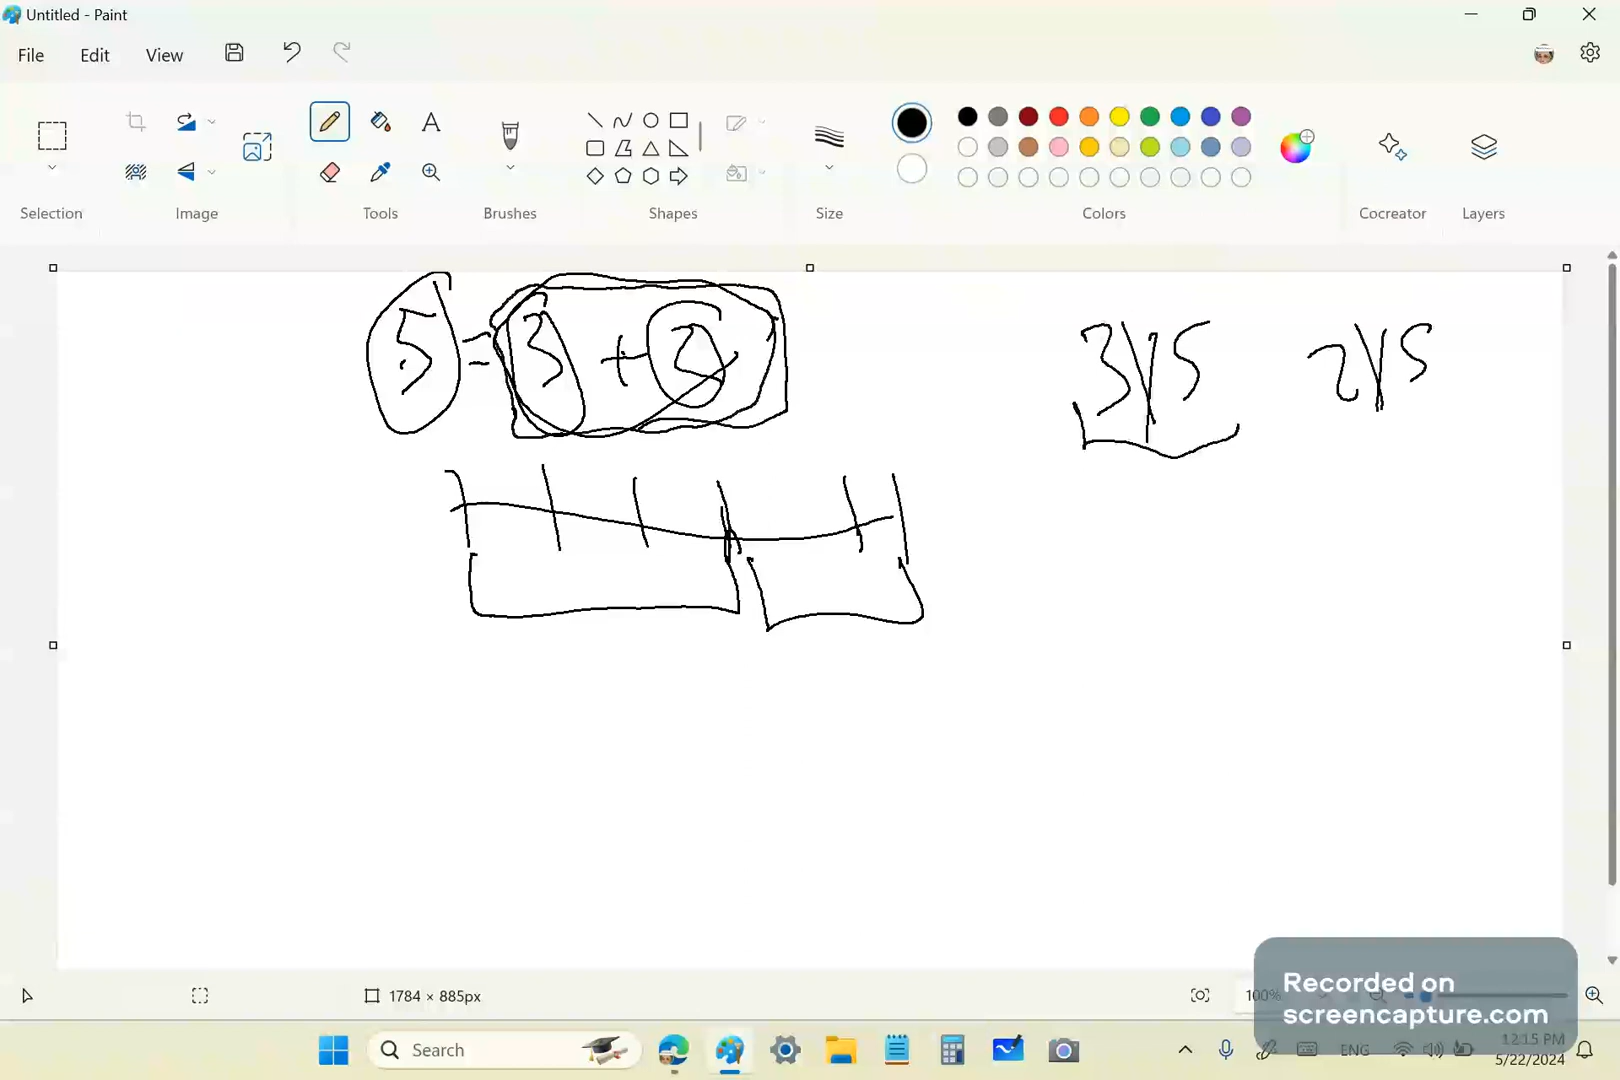 Untitled - Paint
File Edit View
Selection Image Tools Brushes Shapes Size Colors Cocreator Layers
5 = 3 + 2
3 | 5 2 | 5
1784 × 885px
100%
Recorded on
screencapture.com
Search
ENG
12:15 PM
5/22/2024